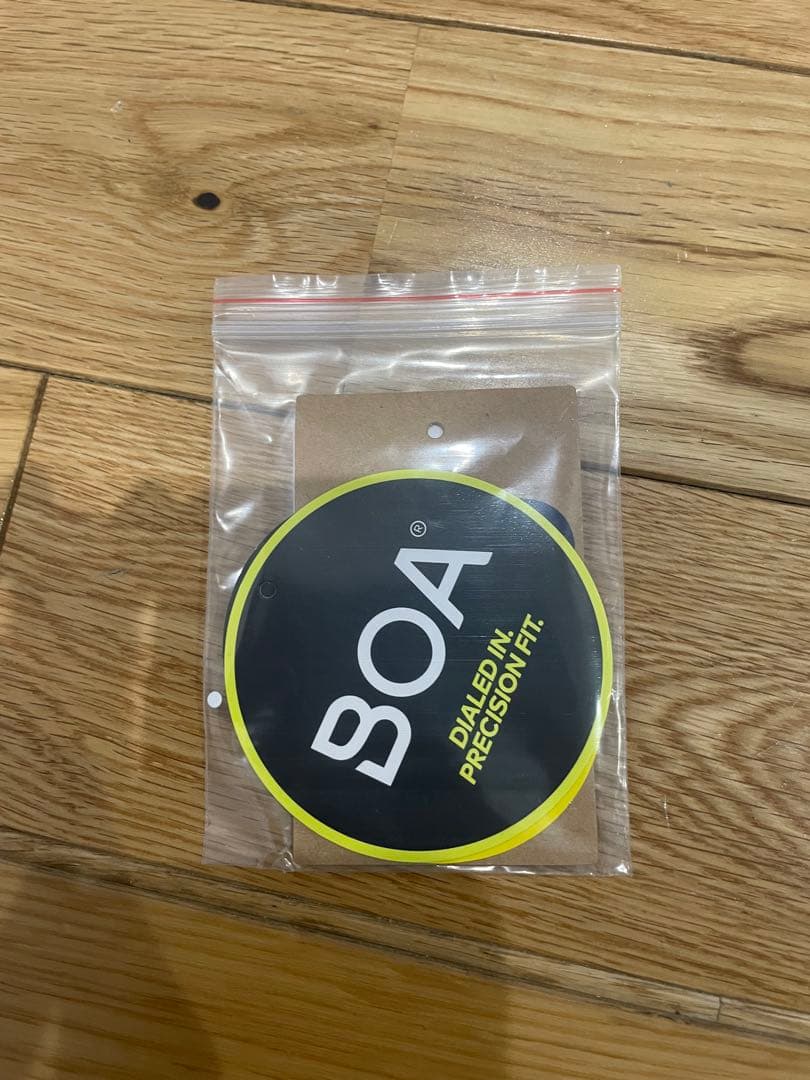 BOA®
DIALED IN.
PRECISION FIT.